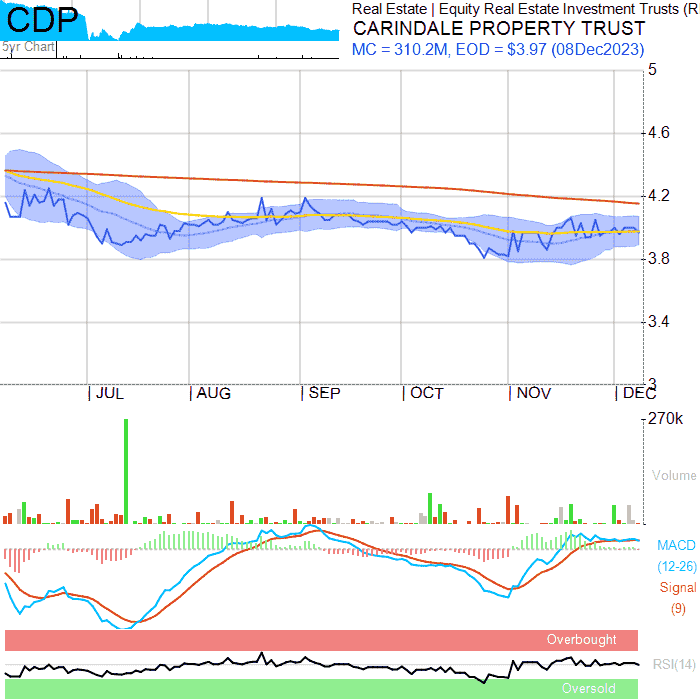 CDP
5yr Chart
Real Estate | Equity Real Estate Investment Trusts (R
CARINDALE PROPERTY TRUST
MC = 310.2M, EOD = $3.97 (08Dec2023)
5
4.6
4.2
3.8
3.4
3
JUL AUG SEP OCT NOV DEC
270k
Volume
MACD
(12-26)
Signal
(9)
Overbought
RSI(14)
Oversold